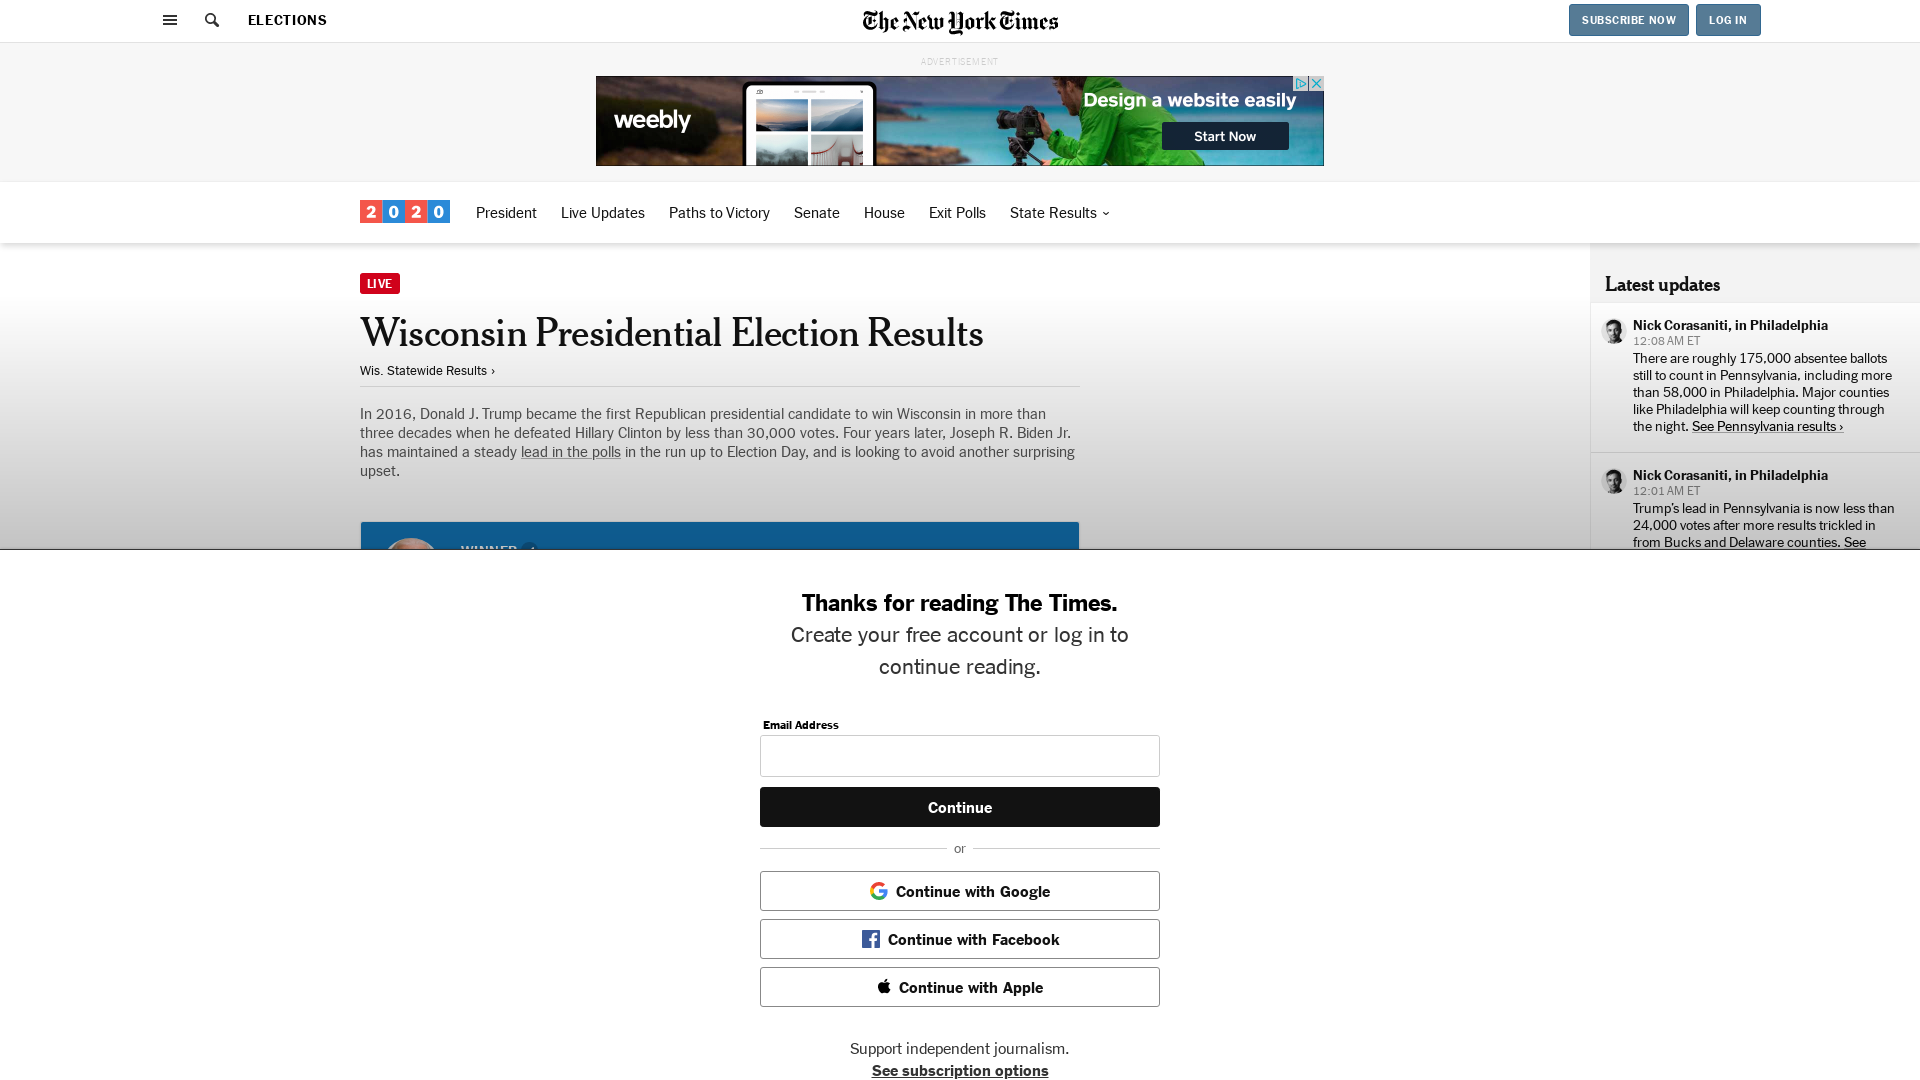 ELECTIONS
The New York Times
SUBSCRIBE NOW
LOG IN
ADVERTISEMENT
weebly
Design a website easily
Start Now
2020
President
Live Updates
Paths to Victory
Senate
House
Exit Polls
State Results
LIVE
Wisconsin Presidential Election Results
Wis. Statewide Results ›
In 2016, Donald J. Trump became the first Republican presidential candidate to win Wisconsin in more than
three decades when he defeated Hillary Clinton by less than 30,000 votes. Four years later, Joseph R. Biden Jr.
has maintained a steady lead in the polls in the run up to Election Day, and is looking to avoid another surprising
upset.
WINNER
Latest updates
Nick Corasaniti, in Philadelphia
12:08 AM ET
There are roughly 175,000 absentee ballots
still to count in Pennsylvania, including more
than 58,000 in Philadelphia. Major counties
like Philadelphia will keep counting through
the night. See Pennsylvania results ›
Nick Corasaniti, in Philadelphia
12:01 AM ET
Trump's lead in Pennsylvania is now less than
24,000 votes after more results trickled in
from Bucks and Delaware counties. See
Thanks for reading The Times.
Create your free account or log in to
continue reading.
Email Address
Continue
or
Continue with Google
Continue with Facebook
Continue with Apple
Support independent journalism.
See subscription options